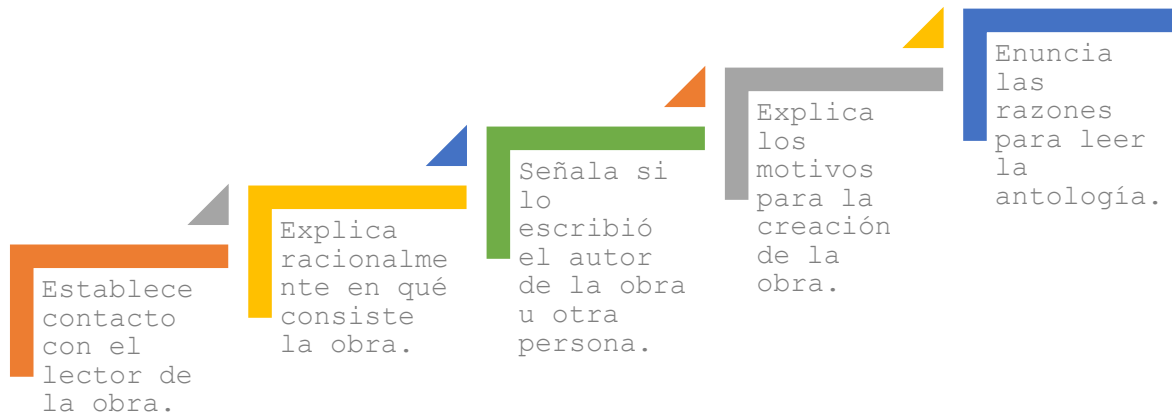 Establece
contacto
con el
lector de
la obra.
Explica
racionalme
nte en qué
consiste
la obra.
Señala si
lo
escribió
el autor
de la obra
u otra
persona.
Explica
los
motivos
para la
creación
de la
obra.
Enuncia
las
razones
para leer
la
antología.